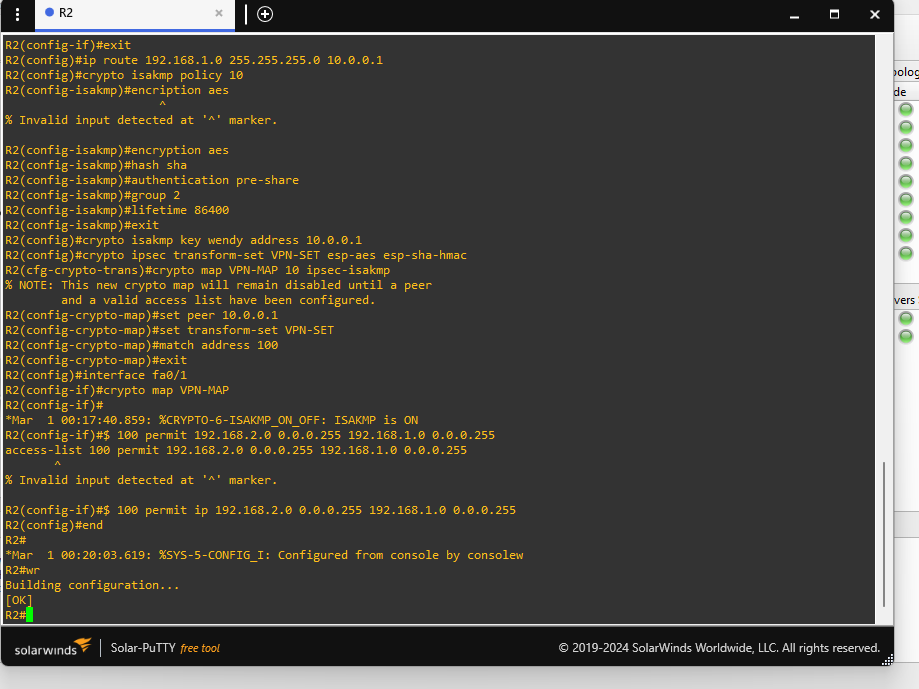 R2
R2(config-if)#exit
R2(config)#ip route 192.168.1.0 255.255.255.0 10.0.0.1
R2(config)#crypto isakmp policy 10
R2(config-isakmp)#encription aes
^
% Invalid input detected at '^' marker.
R2(config-isakmp)#encryption aes
R2(config-isakmp)#hash sha
R2(config-isakmp)#authentication pre-share
R2(config-isakmp)#group 2
R2(config-isakmp)#lifetime 86400
R2(config-isakmp)#exit
R2(config)#crypto isakmp key wendy address 10.0.0.1
R2(config)#crypto ipsec transform-set VPN-SET esp-aes esp-sha-hmac
R2(cfg-crypto-trans)#crypto map VPN-MAP 10 ipsec-isakmp
% NOTE: This new crypto map will remain disabled until a peer
and a valid access list have been configured.
R2(config-crypto-map)#set peer 10.0.0.1
R2(config-crypto-map)#set transform-set VPN-SET
R2(config-crypto-map)#match address 100
R2(config-crypto-map)#exit
R2(config)#interface fa0/1
R2(config-if)#crypto map VPN-MAP
R2(config-if)#
*Mar  1 00:17:40.859: %CRYPTO-6-ISAKMP_ON_OFF: ISAKMP is ON
R2(config-if)#$ 100 permit 192.168.2.0 0.0.0.255 192.168.1.0 0.0.0.255
access-list 100 permit 192.168.2.0 0.0.0.255 192.168.1.0 0.0.0.255
^
% Invalid input detected at '^' marker.
R2(config-if)#$ 100 permit ip 192.168.2.0 0.0.0.255 192.168.1.0 0.0.0.255
R2(config)#end
R2#
*Mar  1 00:20:03.619: %SYS-5-CONFIG_I: Configured from console by consolew
R2#wr
Building configuration...
[OK]
R2#
solarwinds
Solar-PuTTY free tool
© 2019-2024 SolarWinds Worldwide, LLC. All rights reserved.